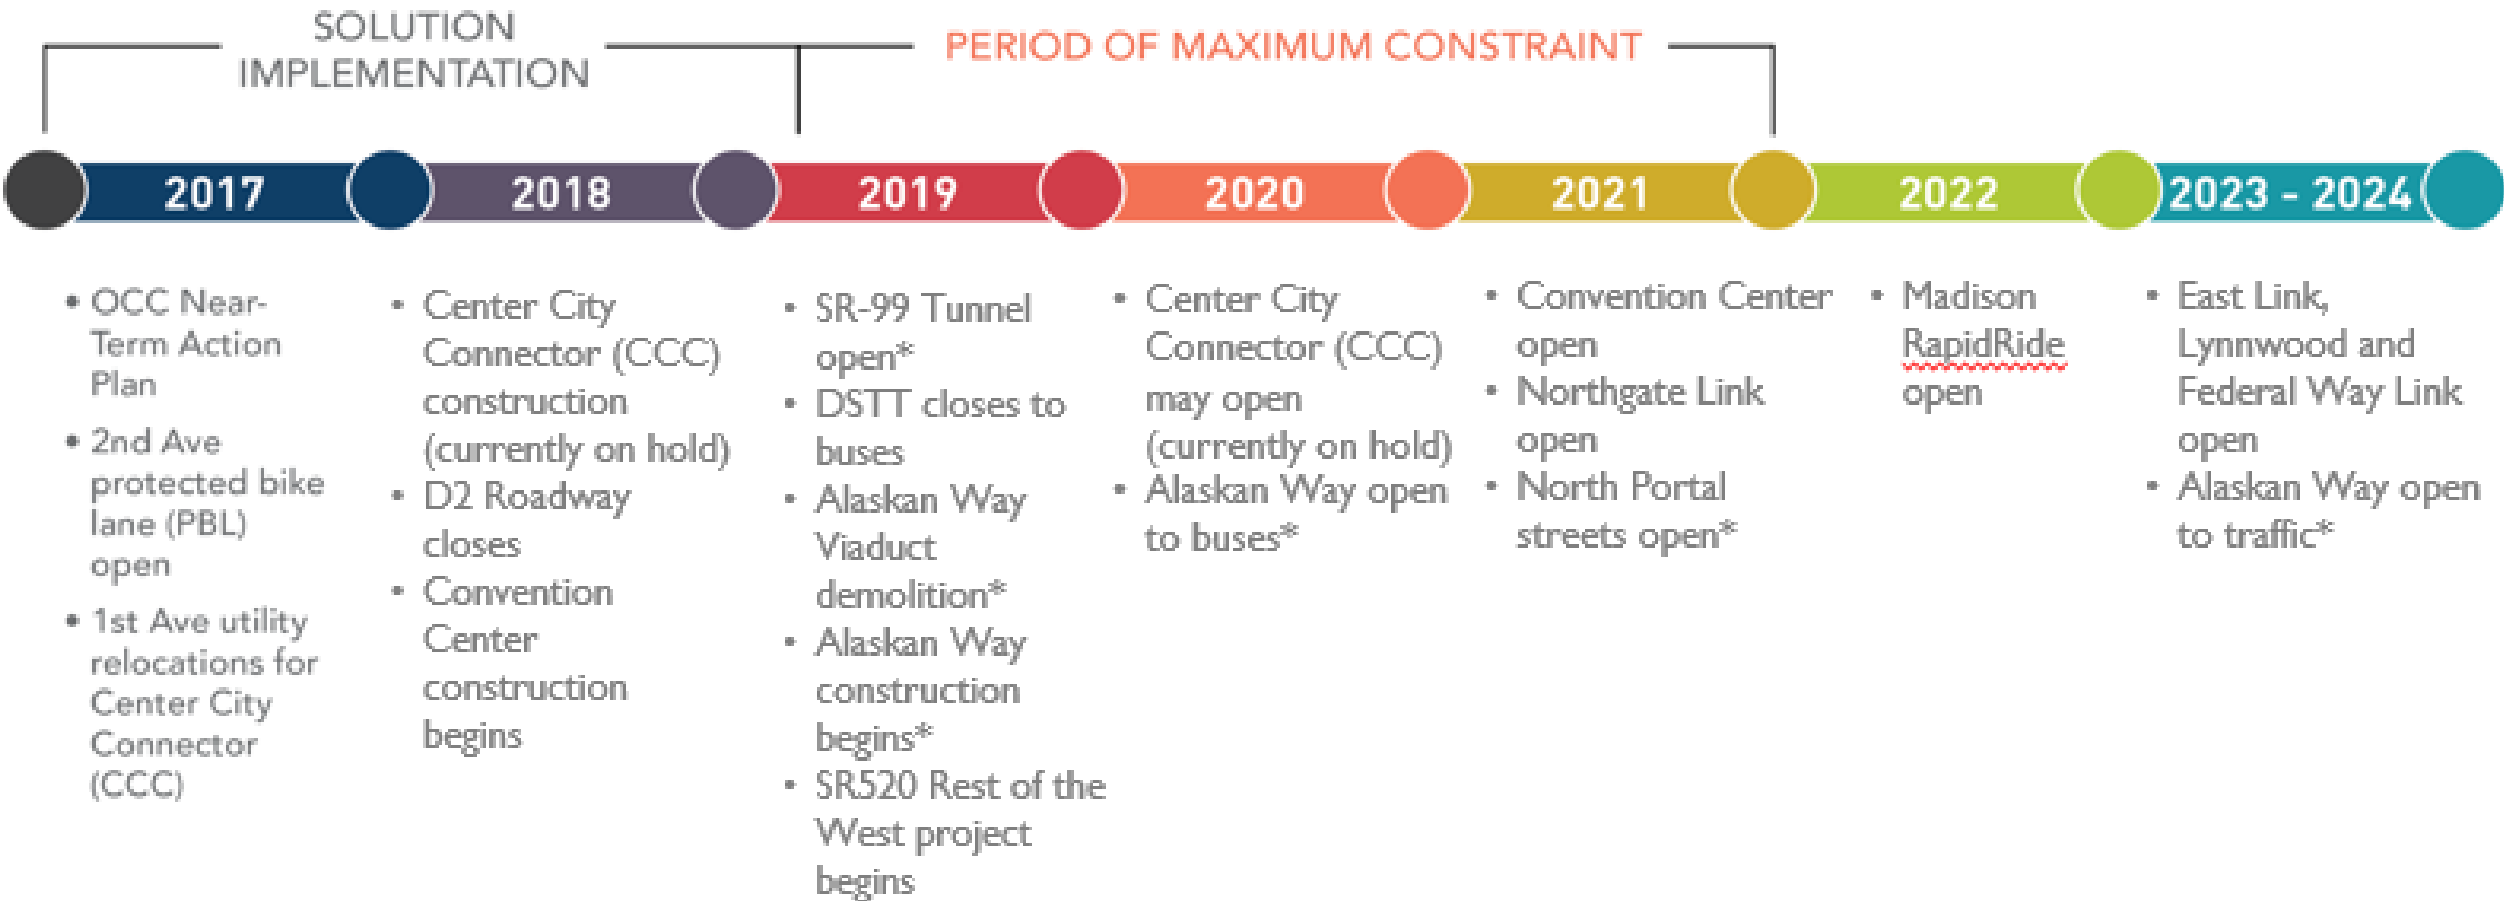 SOLUTION
IMPLEMENTATION
PERIOD OF MAXIMUM CONSTRAINT
2017
2018
2019
2020
2021
2022
2023 - 2024
• OCC Near-
Term Action
Plan
• 2nd Ave
protected bike
lane (PBL)
open
• 1st Ave utility
relocations for
Center City
Connector
(CCC)
• Center City
Connector (CCC)
construction
(currently on hold)
• D2 Roadway
closes
• Convention
Center
construction
begins
• SR-99 Tunnel
open*
• DSTT closes to
buses
• Alaskan Way
Viaduct
demolition*
• Alaskan Way
construction
begins*
• SR520 Rest of the
West project
begins
• Center City
Connector (CCC)
may open
(currently on hold)
• Alaskan Way open
to buses*
• Convention Center
open
• Northgate Link
open
• North Portal
streets open*
• Madison
RapidRide
open
• East Link,
Lynnwood and
Federal Way Link
open
• Alaskan Way open
to traffic*